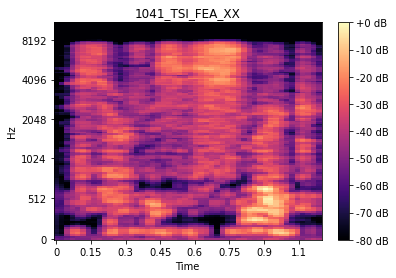 1041_TSI_FEA_XX
8192
4096
2048
1024
512
0
Hz
0
0.15
0.3
0.45
0.6
0.75
0.9
1.1
Time
+0 dB
-10 dB
-20 dB
-30 dB
-40 dB
-50 dB
-60 dB
-70 dB
-80 dB